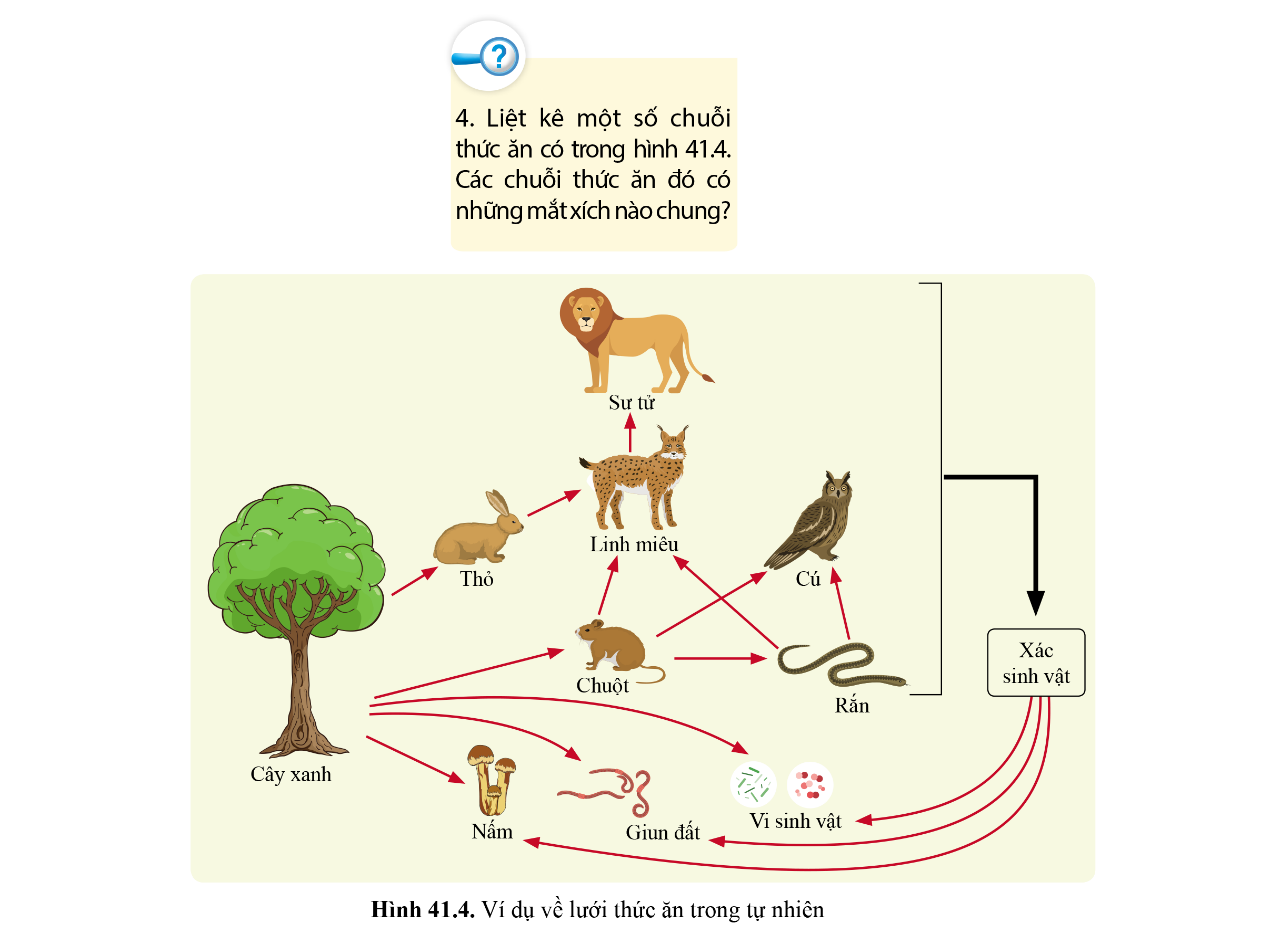 ?
4. Liệt kê một số chuỗi
thức ăn có trong hình 41.4.
Các chuỗi thức ăn đó có
những mắt xích nào chung?
Sư tử
Linh miêu
Thỏ
Cú
Chuột
Rắn
Xác
sinh vật
Cây xanh
Nấm
Giun đất
Vi sinh vật
Hình 41.4. Ví dụ về lưới thức ăn trong tự nhiên